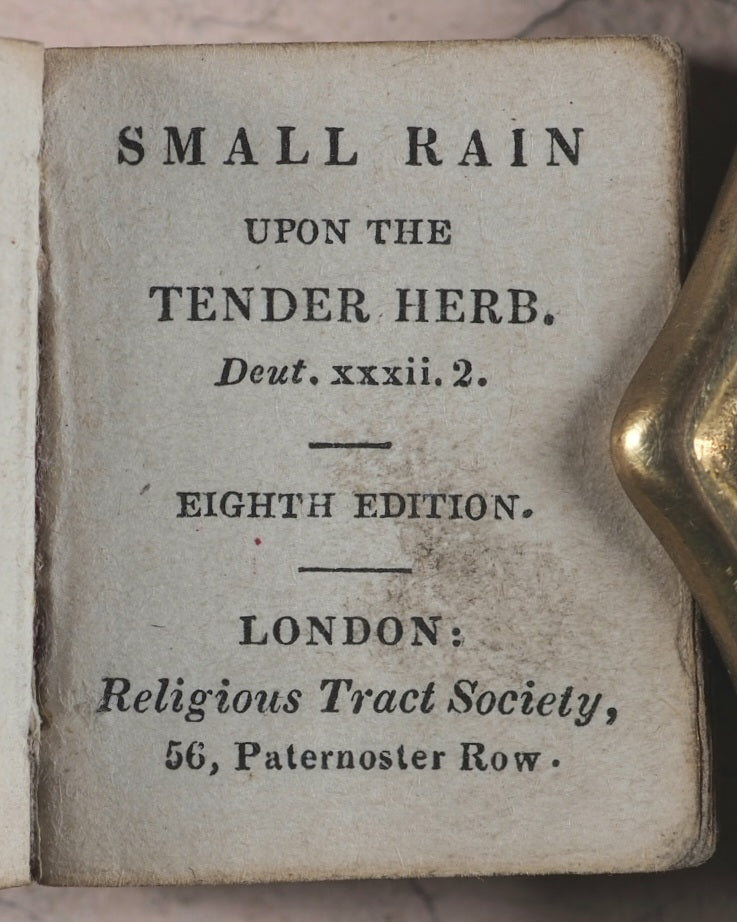 SMALL RAIN
UPON THE
TENDER HERB.
Deut. xxxii. 2.
EIGHTH EDITION.
LONDON:
Religious Tract Society,
56, Paternoster Row.